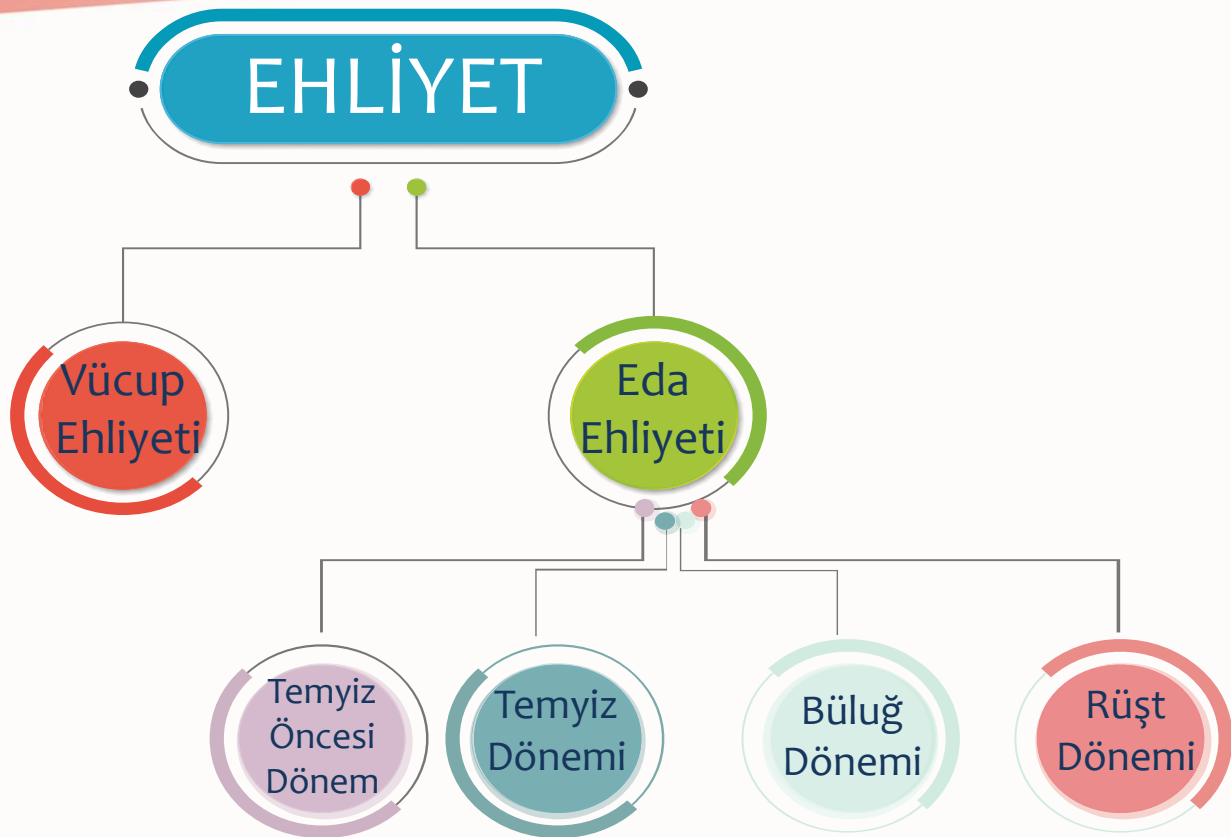 EHLİYET
Vücup
Ehliyeti
Eda
Ehliyeti
Temyiz
Öncesi
Dönem
Temyiz
Dönemi
Büluğ
Dönemi
Rüşt
Dönemi